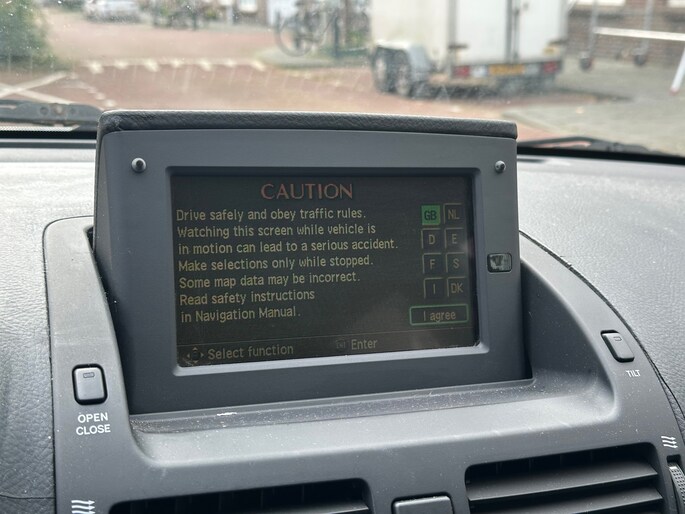 CAUTION
Drive safely and obey traffic rules.
Watching this screen while vehicle is
in motion can lead to a serious accident.
Make selections only while stopped.
Some map data may be incorrect.
Read safety instructions
in Navigation Manual.
GB NL
D E
F S
I DK
I agree
Select function
Enter
OPEN
CLOSE
TILT